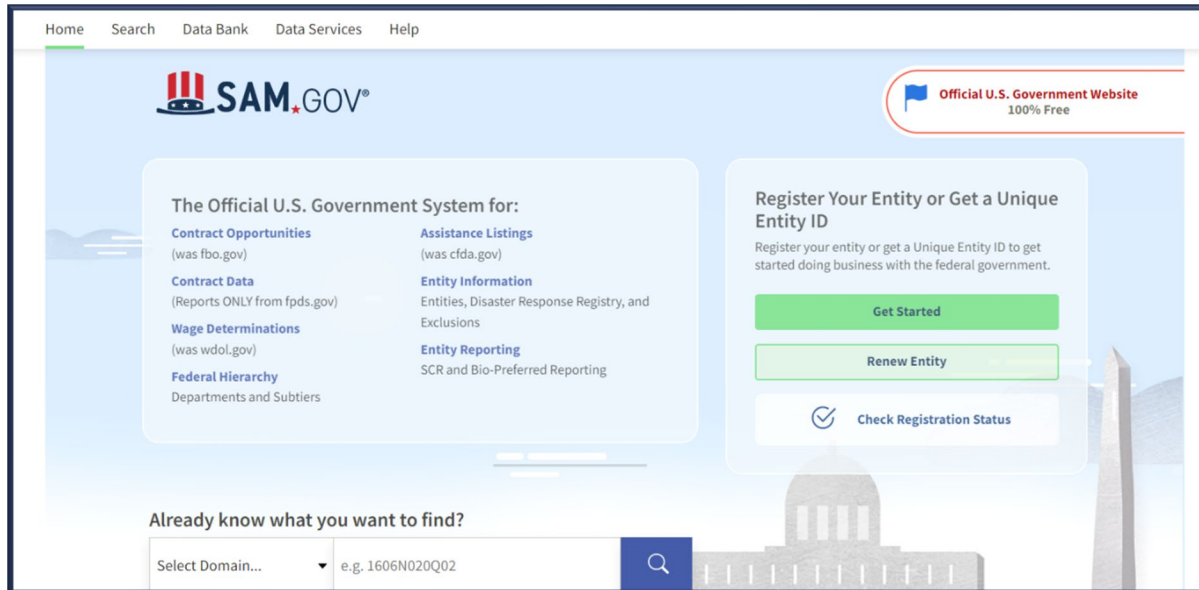 Home Search Data Bank Data Services Help
SAM.GOV®
Official U.S. Government Website
100% Free
The Official U.S. Government System for:
Contract Opportunities
(was fbo.gov)
Contract Data
(Reports ONLY from fpds.gov)
Wage Determinations
(was wdol.gov)
Federal Hierarchy
Departments and Subtiers
Assistance Listings
(was cfda.gov)
Entity Information
Entities, Disaster Response Registry, and
Exclusions
Entity Reporting
SCR and Bio-Preferred Reporting
Register Your Entity or Get a Unique
Entity ID
Register your entity or get a Unique Entity ID to get
started doing business with the federal government.
Get Started
Renew Entity
Check Registration Status
Already know what you want to find?
Select Domain... e.g. 1606N020Q02